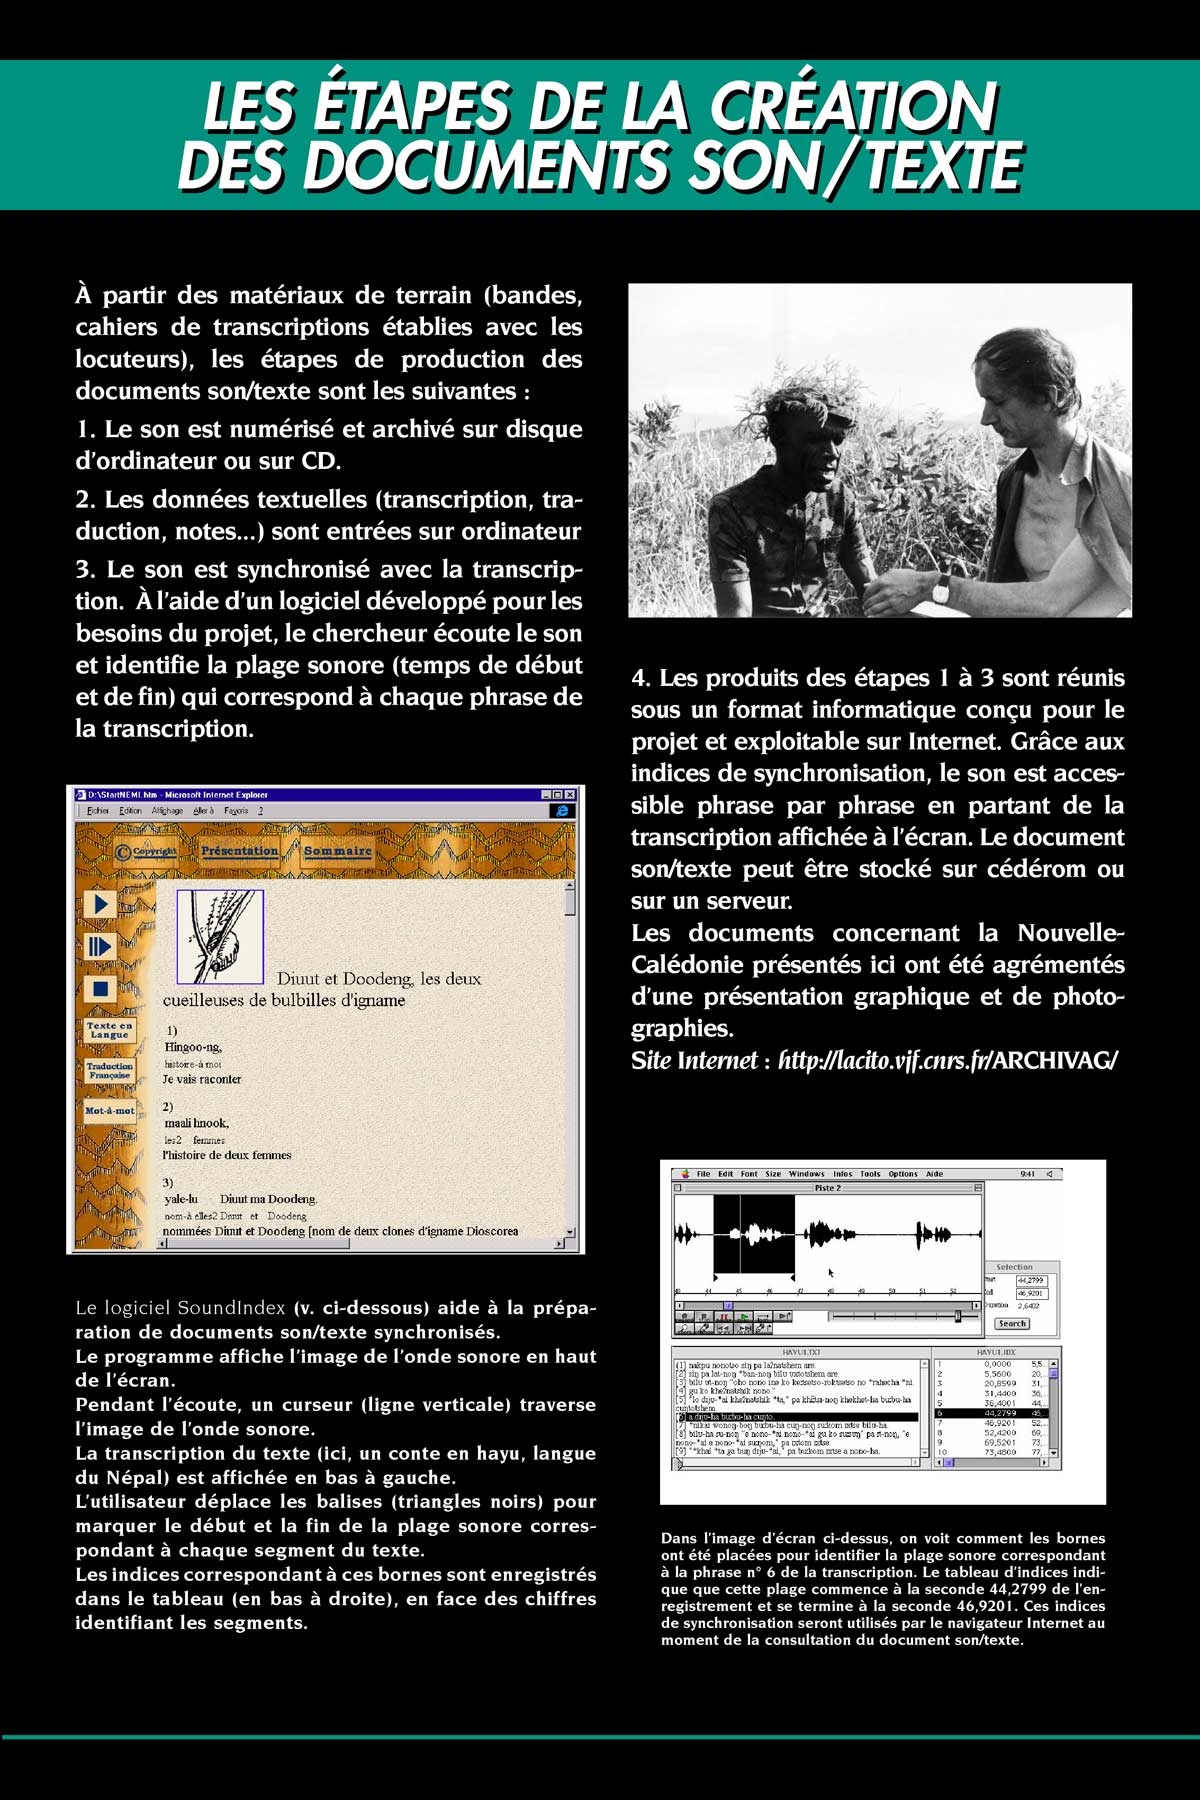 LES ÉTAPES DE LA CRÉATION
DES DOCUMENTS SON/TEXTE
À partir des matériaux de terrain (bandes,
cahiers de transcriptions établies avec les
locuteurs), les étapes de production des
documents son/texte sont les suivantes :
1. Le son est numérisé et archivé sur disque
d'ordinateur ou sur CD.
2. Les données textuelles (transcription, tra-
duction, notes...) sont entrées sur ordinateur
3. Le son est synchronisé avec la transcrip-
tion. À l'aide d'un logiciel développé pour les
besoins du projet, le chercheur écoute le son
et identifie la plage sonore (temps de début
et de fin) qui correspond à chaque phrase de
la transcription.
D:\StartNEMI.htm - Microsoft Internet Explorer
Fichier Edition Affichage Aller à Favoris ?
© Copyright Présentation Sommaire
Texte en
Langue
Traduction
Française
Mot-à-mot
Diuut et Doodeng, les deux
cueilleuses de bulbilles d'igname
1)
Hingoo-ng,
histoire-à moi
Je vais raconter
2)
maali hnook,
les2 femmes
l'histoire de deux femmes
3)
yale-lu Diuut ma Doodeng.
nom-à elles2 Diuut et Doodeng
nommées Diuut et Doodeng [nom de deux clones d'igname Dioscorea
Le logiciel SoundIndex (v. ci-dessous) aide à la prépa-
ration de documents son/texte synchronisés.
Le programme affiche l'image de l'onde sonore en haut
de l'écran.
Pendant l'écoute, un curseur (ligne verticale) traverse
l'image de l'onde sonore.
La transcription du texte (ici, un conte en hayu, langue
du Népal) est affichée en bas à gauche.
L'utilisateur déplace les balises (triangles noirs) pour
marquer le début et la fin de la plage sonore corres-
pondant à chaque segment du texte.
Les indices correspondant à ces bornes sont enregistrés
dans le tableau (en bas à droite), en face des chiffres
identifiant les segments.
4. Les produits des étapes 1 à 3 sont réunis
sous un format informatique conçu pour le
projet et exploitable sur Internet. Grâce aux
indices de synchronisation, le son est acces-
sible phrase par phrase en partant de la
transcription affichée à l'écran. Le document
son/texte peut être stocké sur cédérom ou
sur un serveur.
Les documents concernant la Nouvelle-
Calédonie présentés ici ont été agrémentés
d'une présentation graphique et de photo-
graphies.
Site Internet : http://lacito.vjf.cnrs.fr/ARCHIVAG/
File Edit Font Size Windows Infos Tools Options Aide 9:41
Piste 2
Selection
44,2799
46,9201
Duration 2,6402
Search
HAYU1.TXT
HAYU1.IDX
1 0,0000 5,5...
2 5,5600 20,...
3 20,8599 31,...
4 31,4400 36,...
5 36,4001 44,...
6 44,2799 46,...
7 46,9201 52,...
8 52,4200 69,...
9 69,5201 73,...
10 73,4800 77,...
Dans l'image d'écran ci-dessus, on voit comment les bornes
ont été placées pour identifier la plage sonore correspondant
à la phrase n° 6 de la transcription. Le tableau d'indices indi-
que que cette plage commence à la seconde 44,2799 de l'en-
registrement et se termine à la seconde 46,9201. Ces indices
de synchronisation seront utilisés par le navigateur Internet au
moment de la consultation du document son/texte.